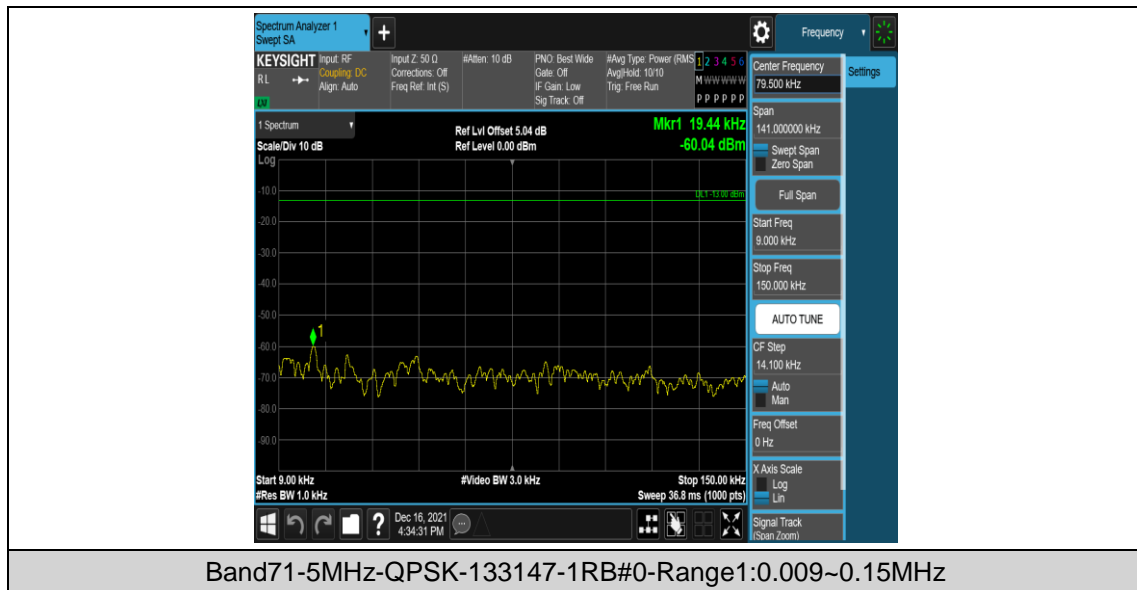 Spectrum Analyzer 1
Swept SA
+
Frequency
KEYSIGHT
RL
LXI
Input: RF
Coupling: DC
Align: Auto
Input Z: 50 Ω
Corrections: Off
Freq Ref: Int (S)
#Atten: 10 dB
PNO: Best Wide
Gate: Off
IF Gain: Low
Sig Track: Off
#Avg Type: Power (RMS
Avg|Hold: 10/10
Trig: Free Run
1 2 3 4 5 6
M W W W W W
P P P P P P
1 Spectrum
Scale/Div 10 dB
Ref Lvl Offset 5.04 dB
Ref Level 0.00 dBm
Mkr1 19.44 kHz
-60.04 dBm
Log
-10.0
-20.0
-30.0
-40.0
-50.0
-60.0
-70.0
-80.0
-90.0
DL1 -13.00 dBm
1
Start 9.00 kHz
#Res BW 1.0 kHz
#Video BW 3.0 kHz
Stop 150.00 kHz
Sweep 36.8 ms (1000 pts)
Center Frequency
79.500 kHz
Span
141.000000 kHz
Swept Span
Zero Span
Full Span
Start Freq
9.000 kHz
Stop Freq
150.000 kHz
AUTO TUNE
CF Step
14.100 kHz
Auto
Man
Freq Offset
0 Hz
X Axis Scale
Log
Lin
Signal Track
(Span Zoom)
Settings
?
Dec 16, 2021
4:34:31 PM
Band71-5MHz-QPSK-133147-1RB#0-Range1:0.009~0.15MHz